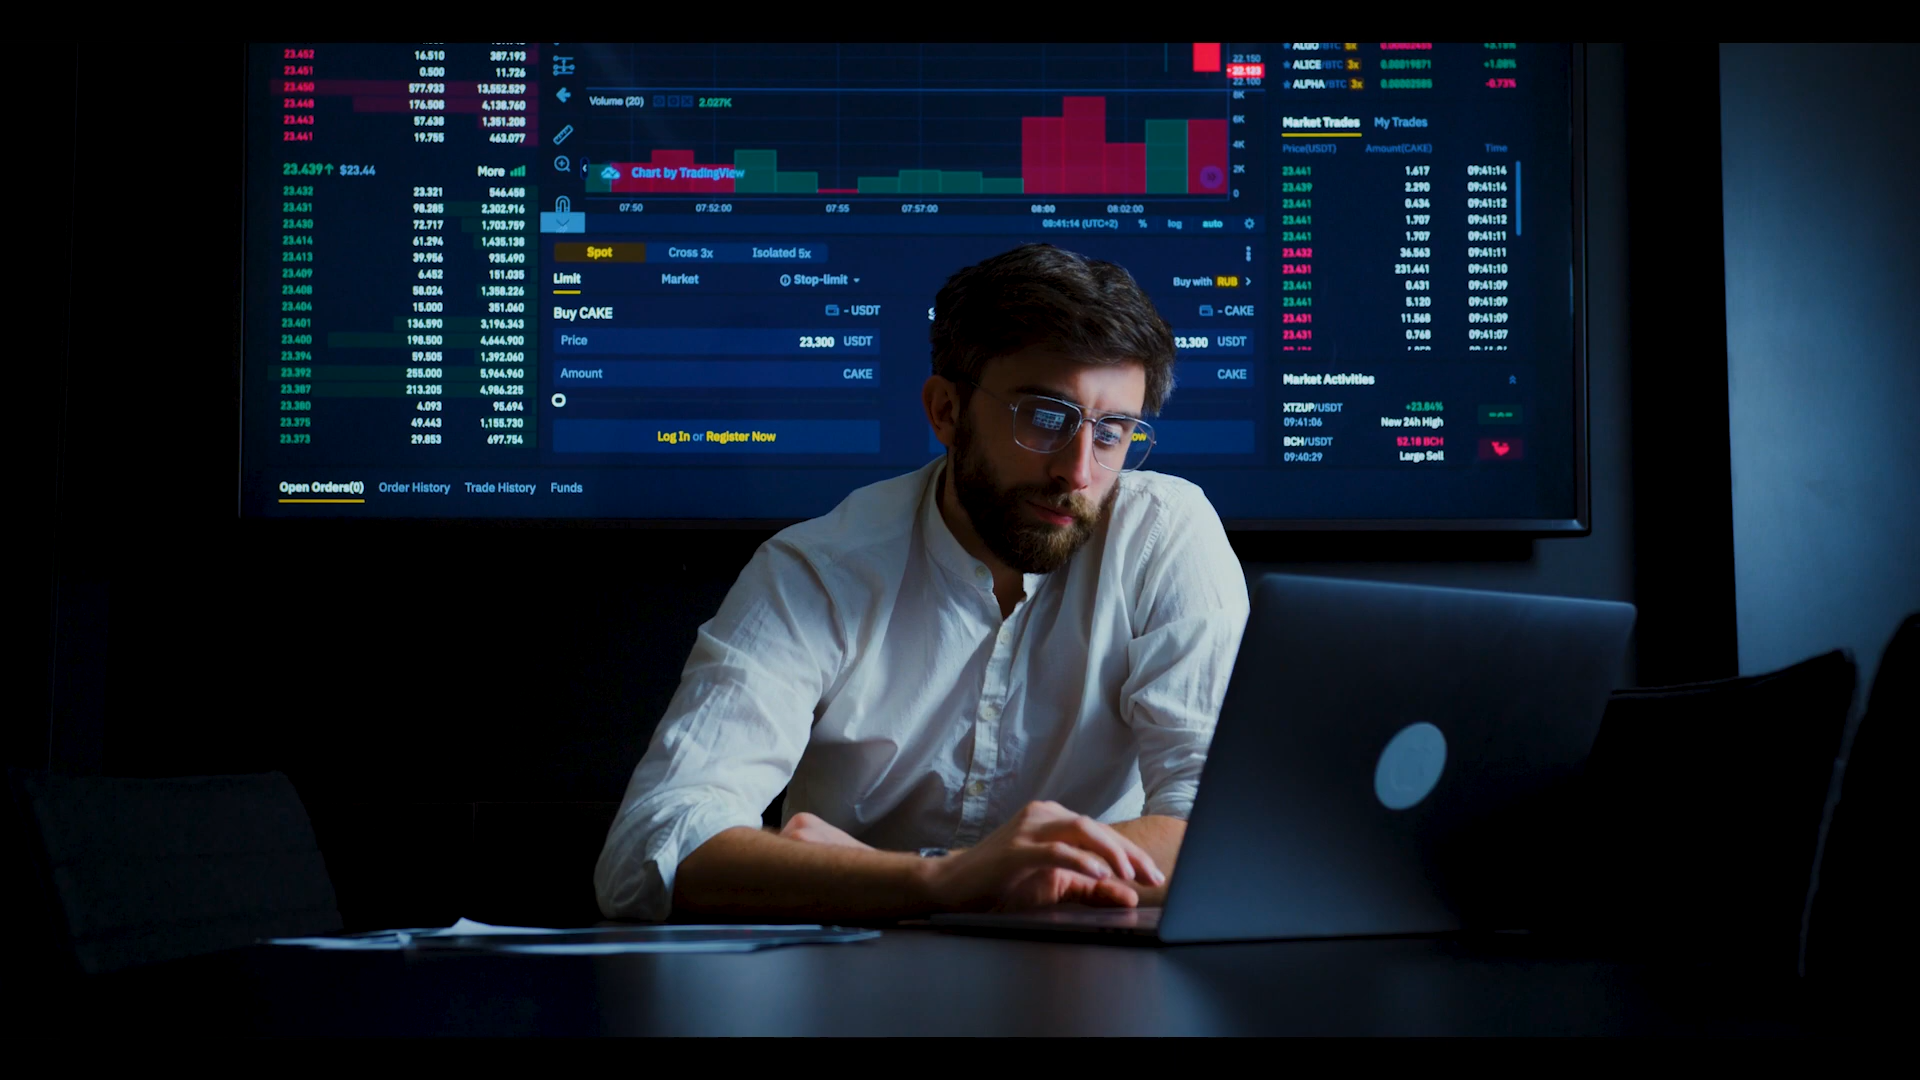 23.452 16.510 387.193
23.451 0.500 11.726
23.450 577.933 13,552.529
23.448 176.508 4,138.760
23.443 57.638 1,351.208
23.441 19.755 463.077
23.439↑ $23.44 More
23.432 23.321 546.458
23.431 98.285 2,302.916
23.430 72.717 1,703.759
23.414 61.294 1,435.138
23.413 39.956 935.490
23.409 6.452 151.035
23.408 58.024 1,358.226
23.404 15.000 351.060
23.401 136.590 3,196.343
23.400 198.500 4,644.900
23.394 59.505 1,392.060
23.392 255.000 5,964.960
23.387 213.205 4,986.225
23.380 4.093 95.694
23.375 49.443 1,155.730
23.373 29.853 697.754
Open Orders(0) Order History Trade History Funds
22.150
22.123
22.100
Volume (20) 2.027K
8K
6K
4K
2K
0
Chart by TradingView
07:50 07:52:00 07:55 07:57:00 08:00 08:02:00
09:41:14 (UTC+2) % log auto
Spot Cross 3x Isolated 5x
Limit Market Stop-limit
Buy with RUB
Buy CAKE - USDT
- CAKE
Price 23,300 USDT
23,300 USDT
Amount CAKE
CAKE
Log In or Register Now
ALGO/BTC
ALICE/BTC 3x 0.00019871 +1.08%
ALPHA/BTC 3x 0.00002585 -0.73%
Market Trades My Trades
Price(USDT) Amount(CAKE) Time
23.441 1.617 09:41:14
23.439 2.290 09:41:14
23.441 0.434 09:41:12
23.441 1.707 09:41:12
23.441 1.707 09:41:11
23.432 36.563 09:41:11
23.431 231.441 09:41:10
23.441 0.431 09:41:09
23.441 5.120 09:41:09
23.431 11.568 09:41:09
23.431 0.768 09:41:07
Market Activities
XTZUP/USDT +23.84%
09:41:06 New 24h High
BCH/USDT 52.18 BCH
09:40:29 Large Sell